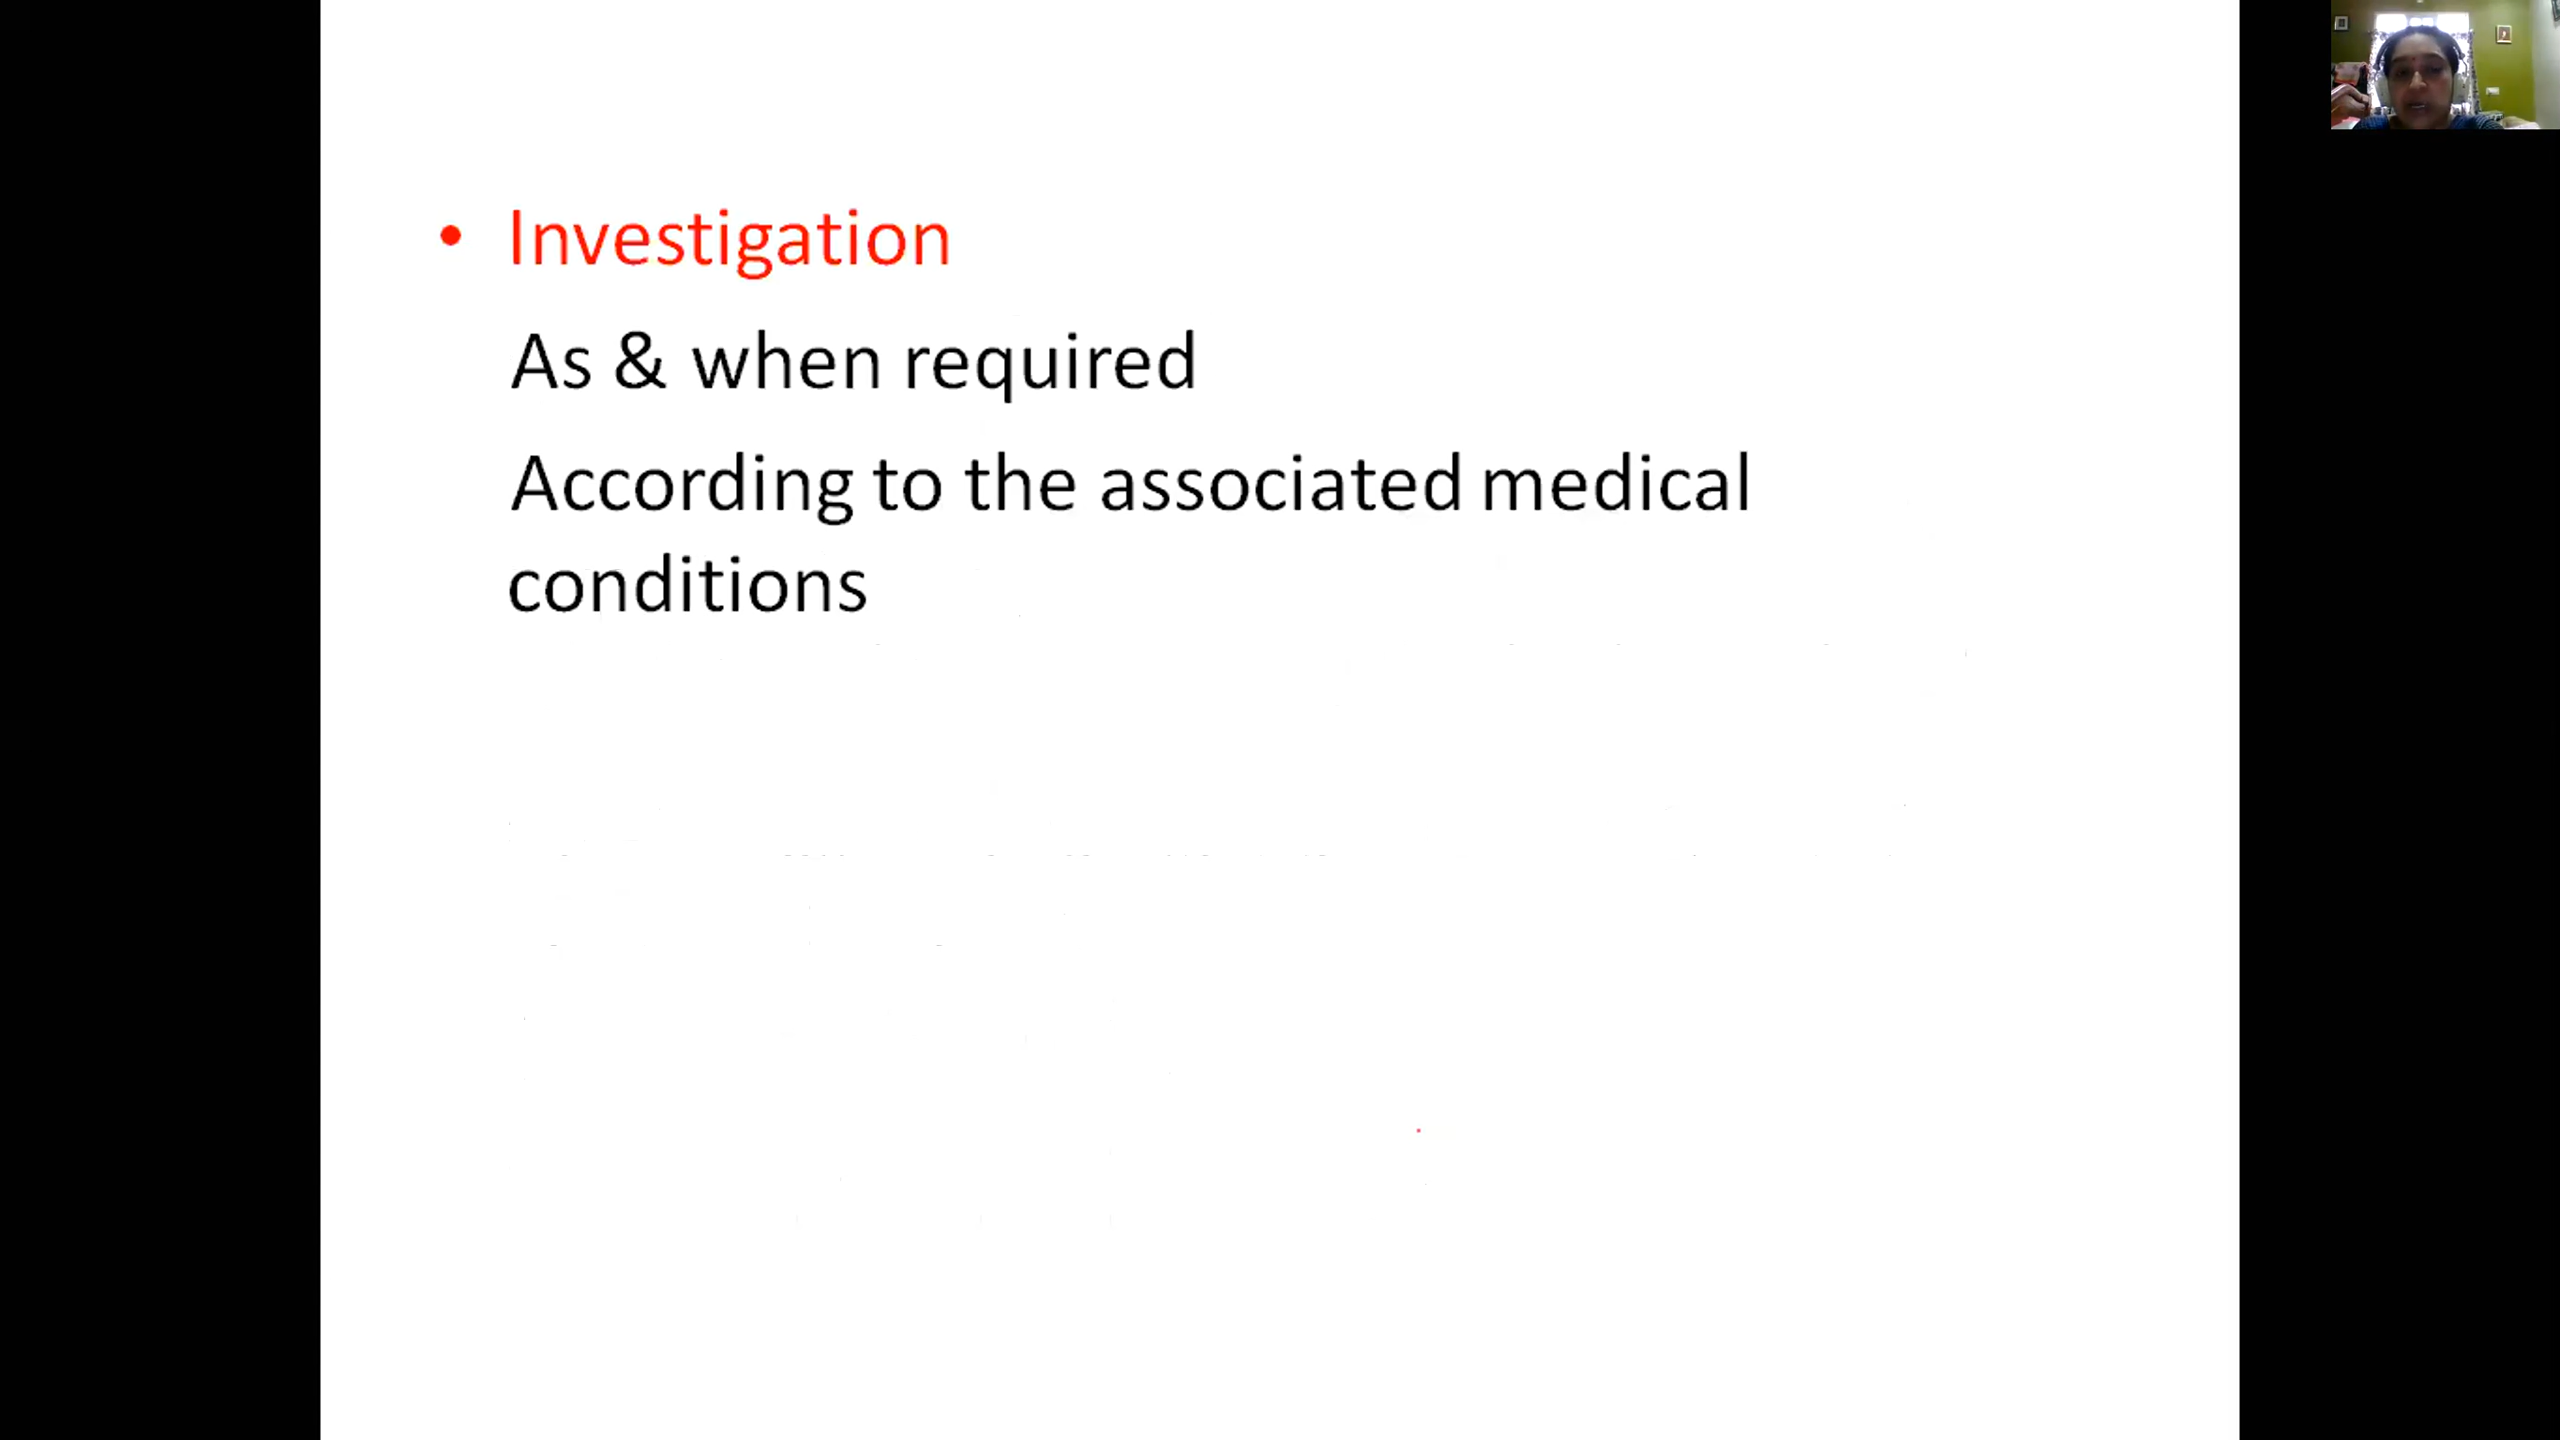 • Investigation
As & when required
According to the associated medical
conditions